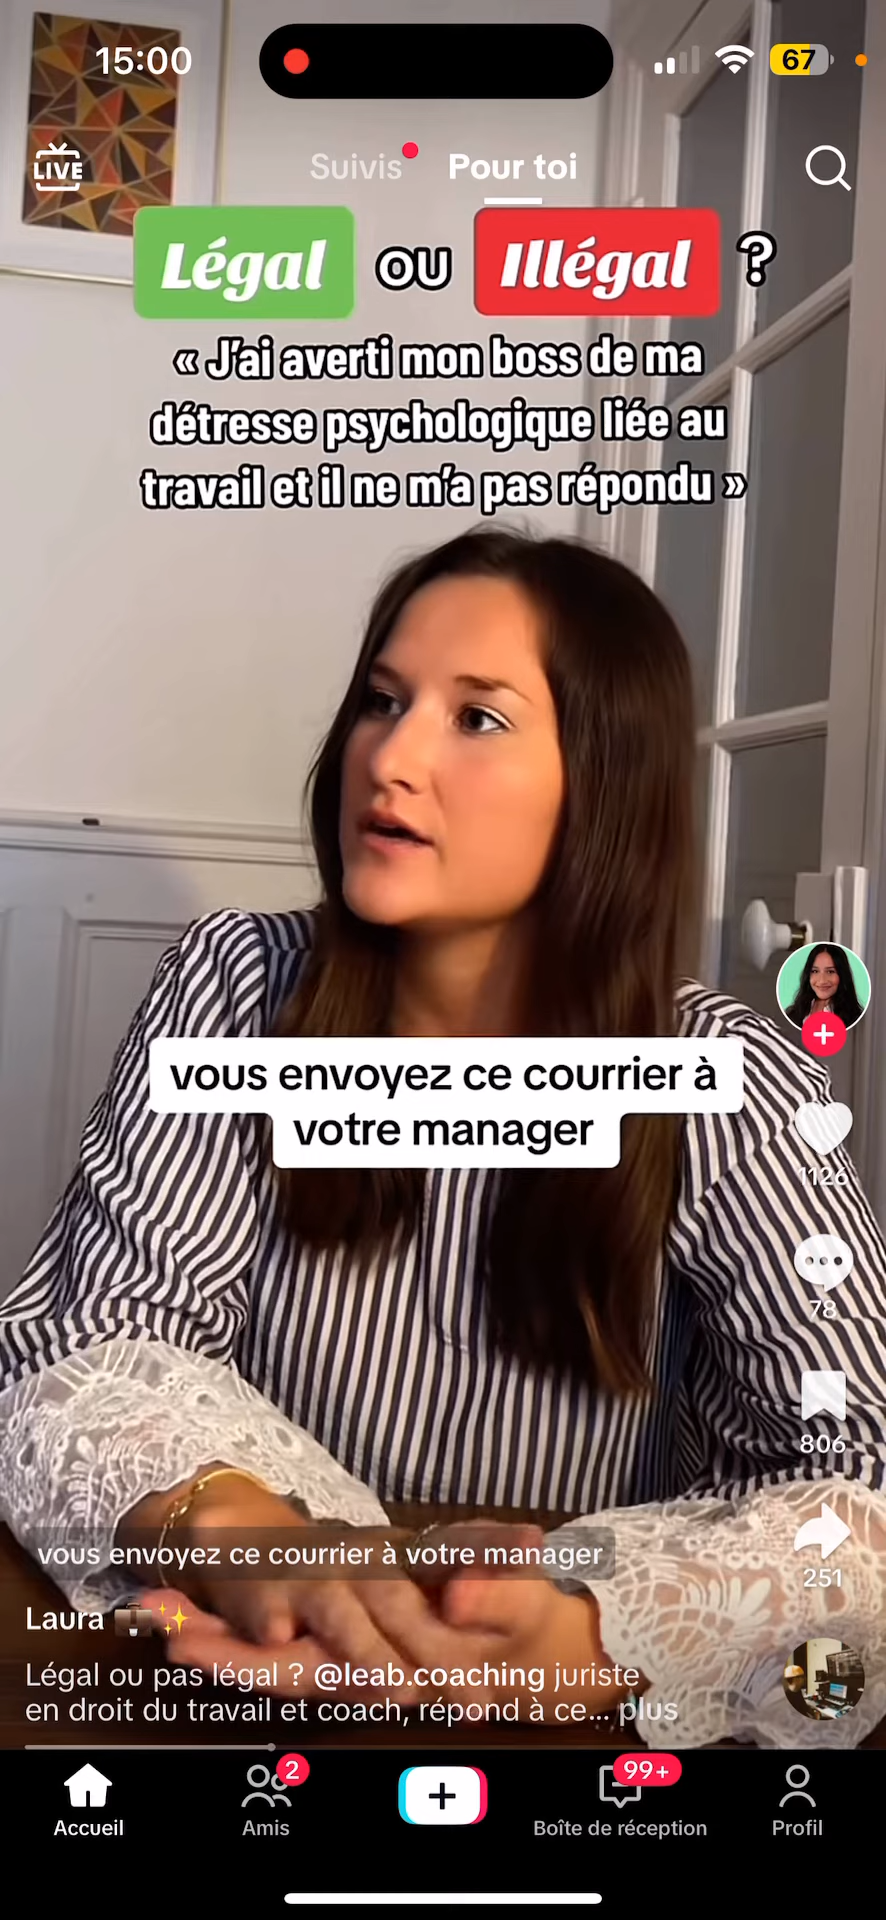 15:00
67
LIVE
Suivis
Pour toi
Légal ou Illégal ?
« J'ai averti mon boss de ma
détresse psychologique liée au
travail et il ne m'a pas répondu »
vous envoyez ce courrier à
votre manager
1126
78
806
251
vous envoyez ce courrier à votre manager
Laura
Légal ou pas légal ? @leab.coaching juriste
en droit du travail et coach, répond à ce... plus
2
99+
Accueil
Amis
Boîte de réception
Profil